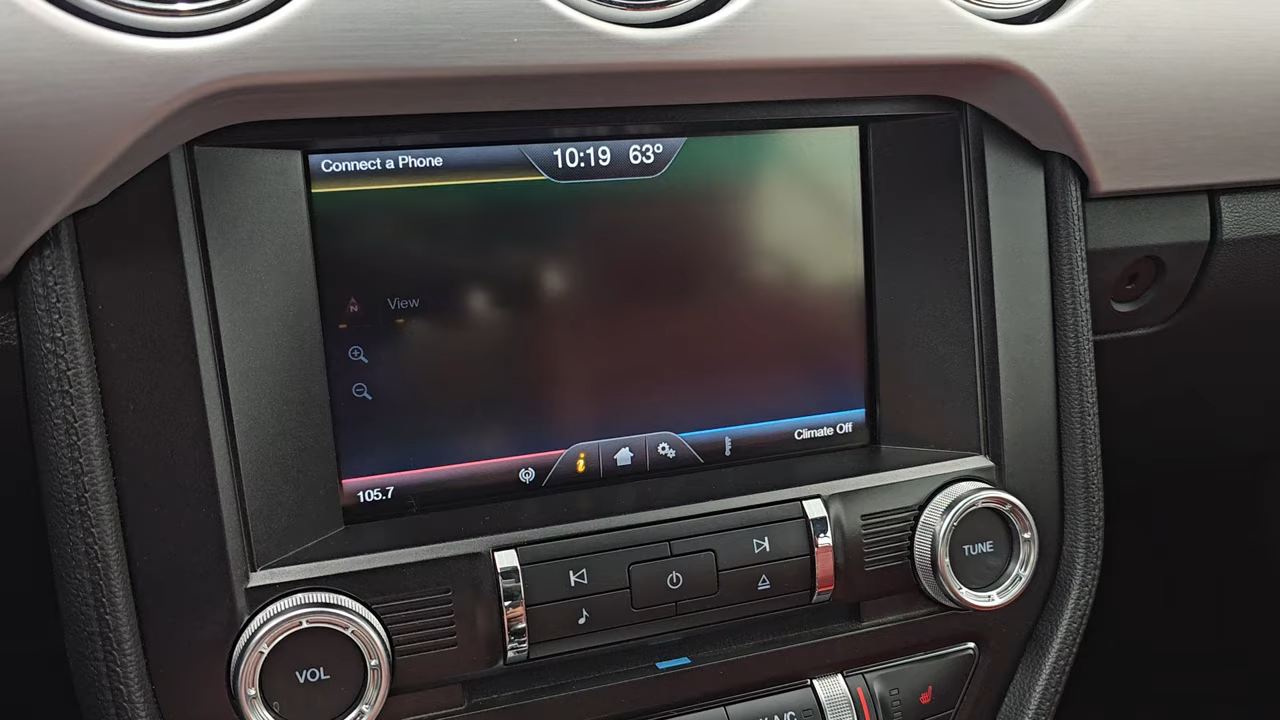 Connect a Phone
10:19 63°
N
View
Climate Off
105.7
TUNE
VOL
A/C